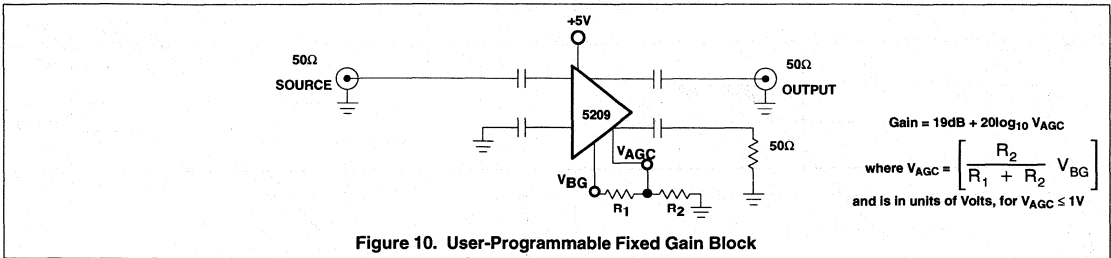 +5V
50Ω
SOURCE
50Ω
OUTPUT
5209
Gain = 19dB + 20log10 VAGC
50Ω
VAGC
where VAGC = [ R2 / R1 + R2 VBG ]
VBG
R1
R2
and is in units of Volts, for VAGC ≤ 1V
Figure 10. User-Programmable Fixed Gain Block